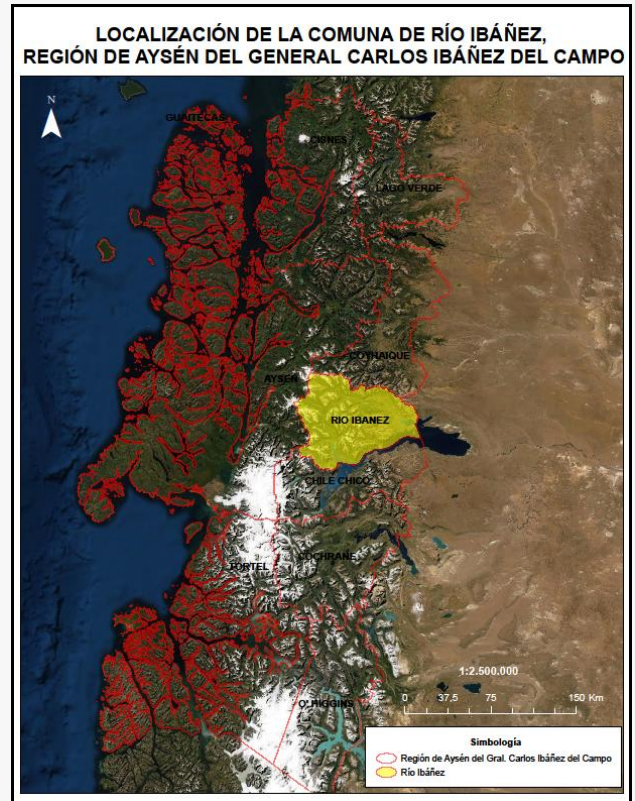 LOCALIZACIÓN DE LA COMUNA DE RÍO IBÁÑEZ,
REGIÓN DE AYSÉN DEL GENERAL CARLOS IBÁÑEZ DEL CAMPO
N
GUAITECAS
CISNES
LAGO VERDE
COYHAIQUE
AYSÉN
RIO IBAÑEZ
CHILE CHICO
COCHRANE
TORTEL
O'HIGGINS
1:2.500.000
0 37,5 75 150 Km
Simbología
Región de Aysén del Gral. Carlos Ibáñez del Campo
Río Ibáñez